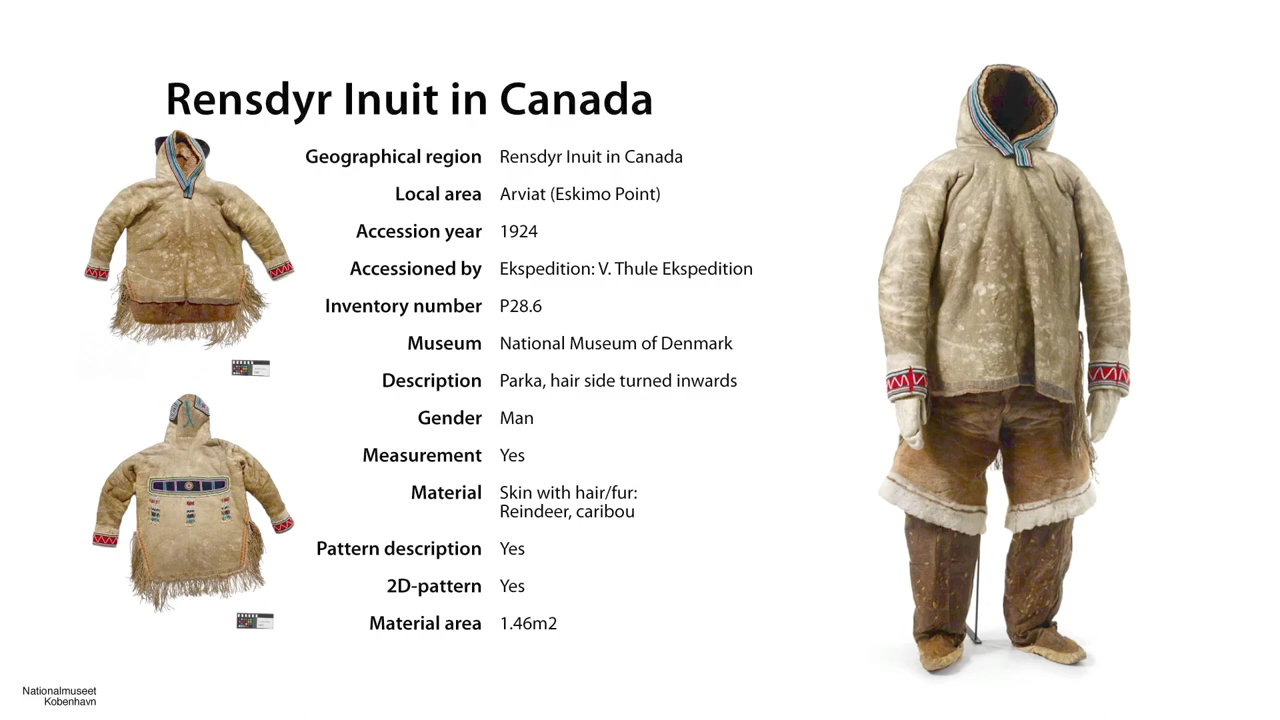 Rensdyr Inuit in Canada
Geographical region Rensdyr Inuit in Canada
Local area Arviat (Eskimo Point)
Accession year 1924
Accessioned by Ekspedition: V. Thule Ekspedition
Inventory number P28.6
Museum National Museum of Denmark
Description Parka, hair side turned inwards
Gender Man
Measurement Yes
Material Skin with hair/fur:
Reindeer, caribou
Pattern description Yes
2D-pattern Yes
Material area 1.46m2
Nationalmuseet
Kobenhavn